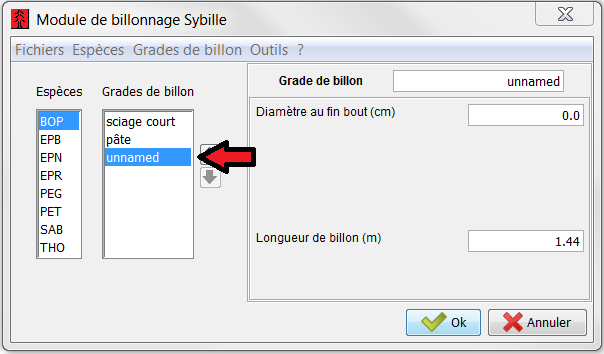 Module de billonnage Sybille
Fichiers Espèces Grades de billon Outils ?
Espèces
Grades de billon
BOP
EPB
EPN
EPR
PEG
PET
SAB
THO
sciage court
pâte
unnamed
Grade de billon
unnamed
Diamètre au fin bout (cm)
0.0
Longueur de billon (m)
1.44
Ok
Annuler